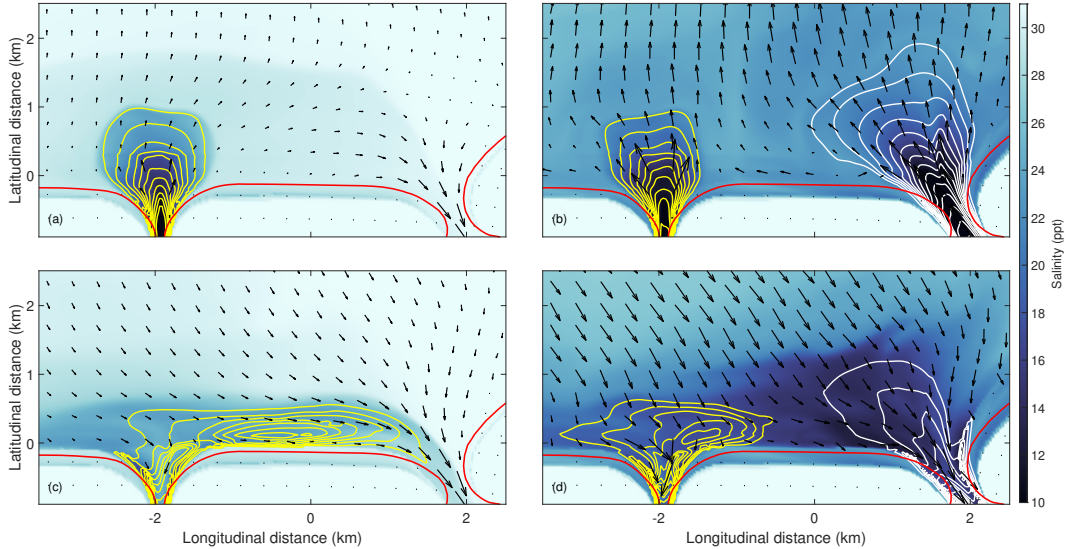 2
1
0
Latitudinal distance (km)
(a)
(b)
30
28
26
24
22
20
18
16
14
12
10
Salinity (ppt)
2
1
0
Latitudinal distance (km)
(c)
(d)
-2
0
2
-2
0
2
Longitudinal distance (km)
Longitudinal distance (km)